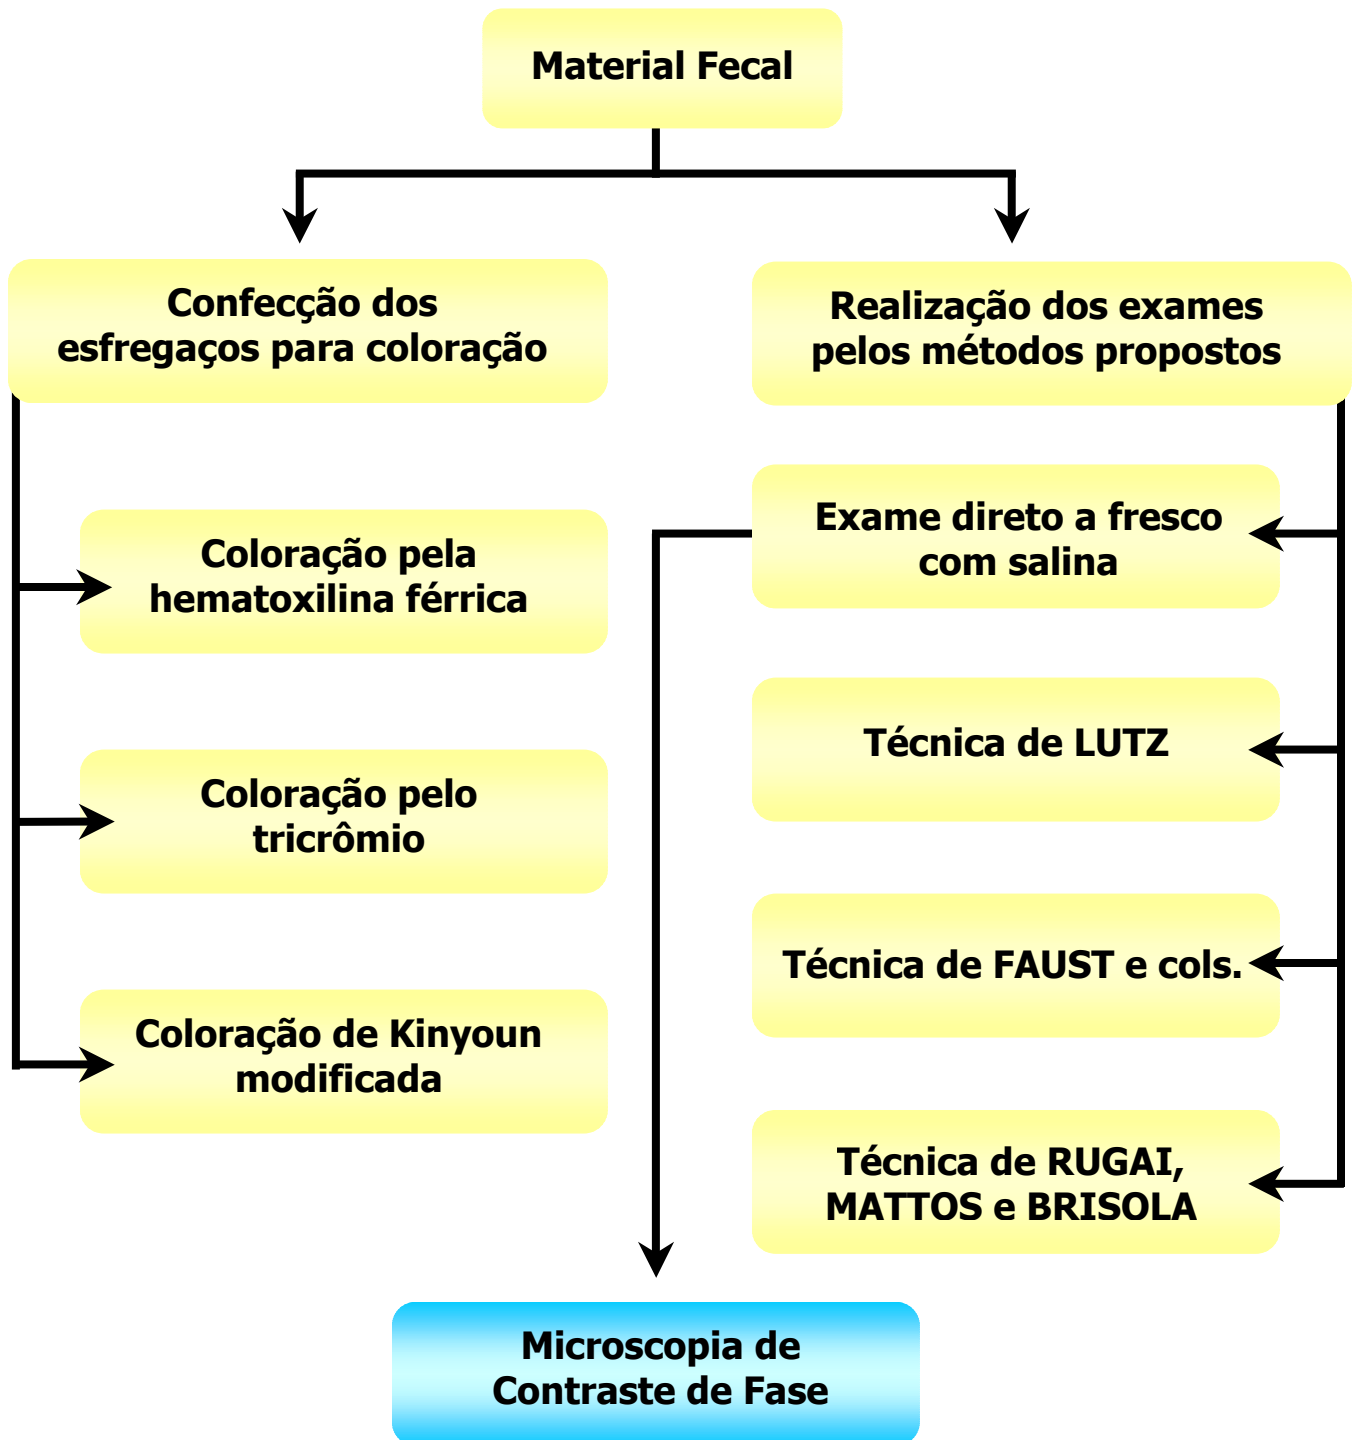 Material Fecal
Confecção dos
esfregaços para coloração
Coloração pela
hematoxilina férrica
Coloração pelo
tricrômio
Coloração de Kinyoun
modificada
Realização dos exames
pelos métodos propostos
Exame direto a fresco
com salina
Técnica de LUTZ
Técnica de FAUST e cols.
Técnica de RUGAI,
MATTOS e BRISOLA
Microscopia de
Contraste de Fase